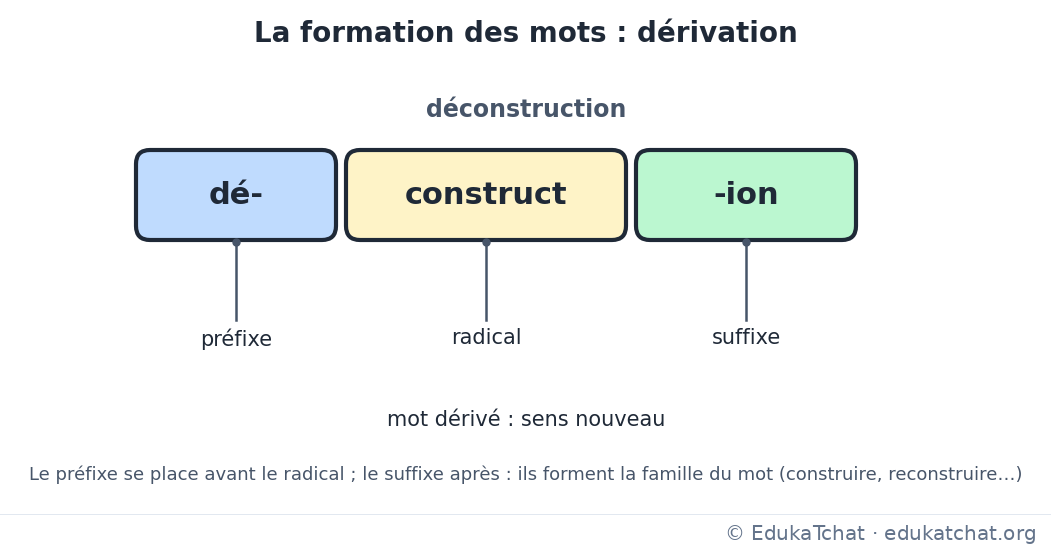 La formation des mots : dérivation
déconstruction
dé- construct -ion
préfixe radical suffixe
mot dérivé : sens nouveau
Le préfixe se place avant le radical ; le suffixe après : ils forment la famille du mot (construire, reconstruire…)
© EdukaTchat · edukatchat.org